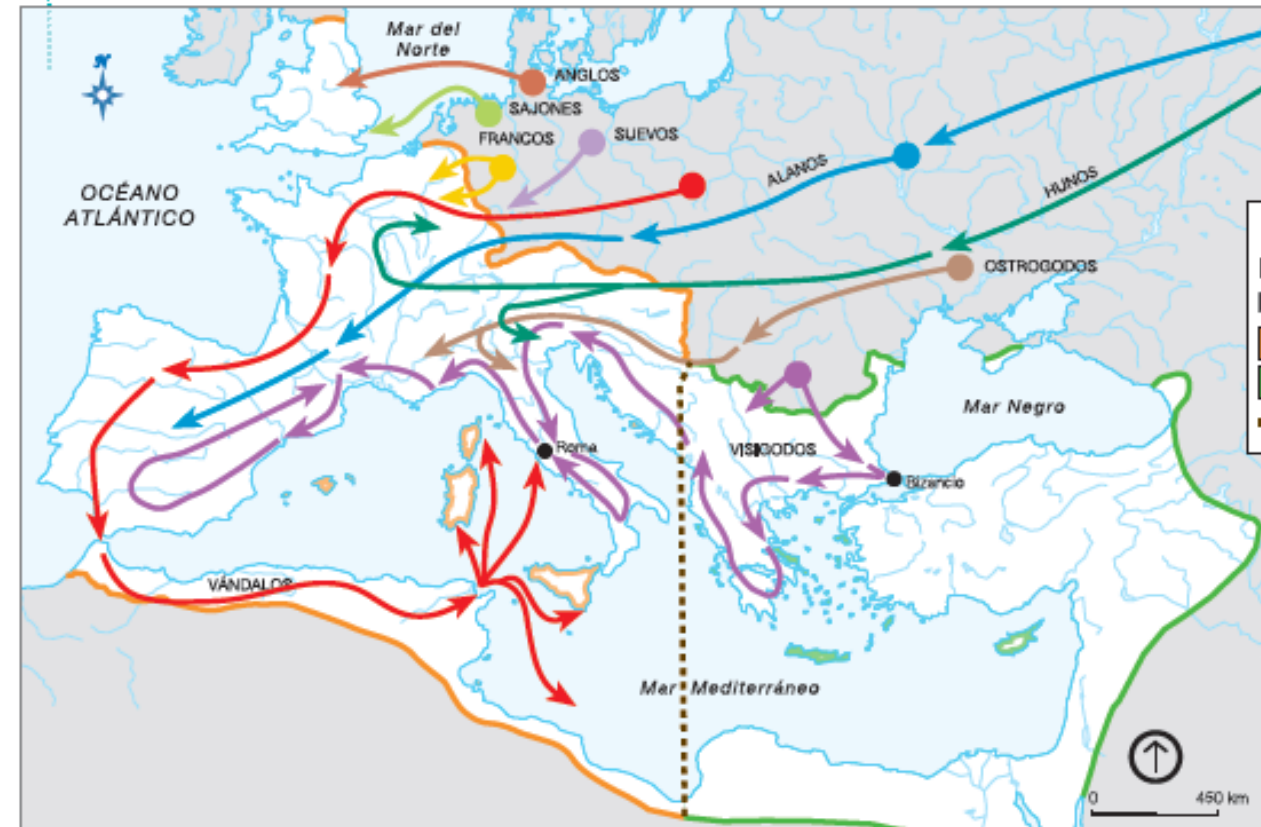 Mar del
Norte
N
ANGLOS
SAJONES
FRANCOS
SUEVOS
ALANOS
HUNOS
OCÉANO
ATLÁNTICO
OSTROGODOS
Mar Negro
Roma
VISIGODOS
Bizancio
VÁNDALOS
Mar Mediterráneo
0 450 km